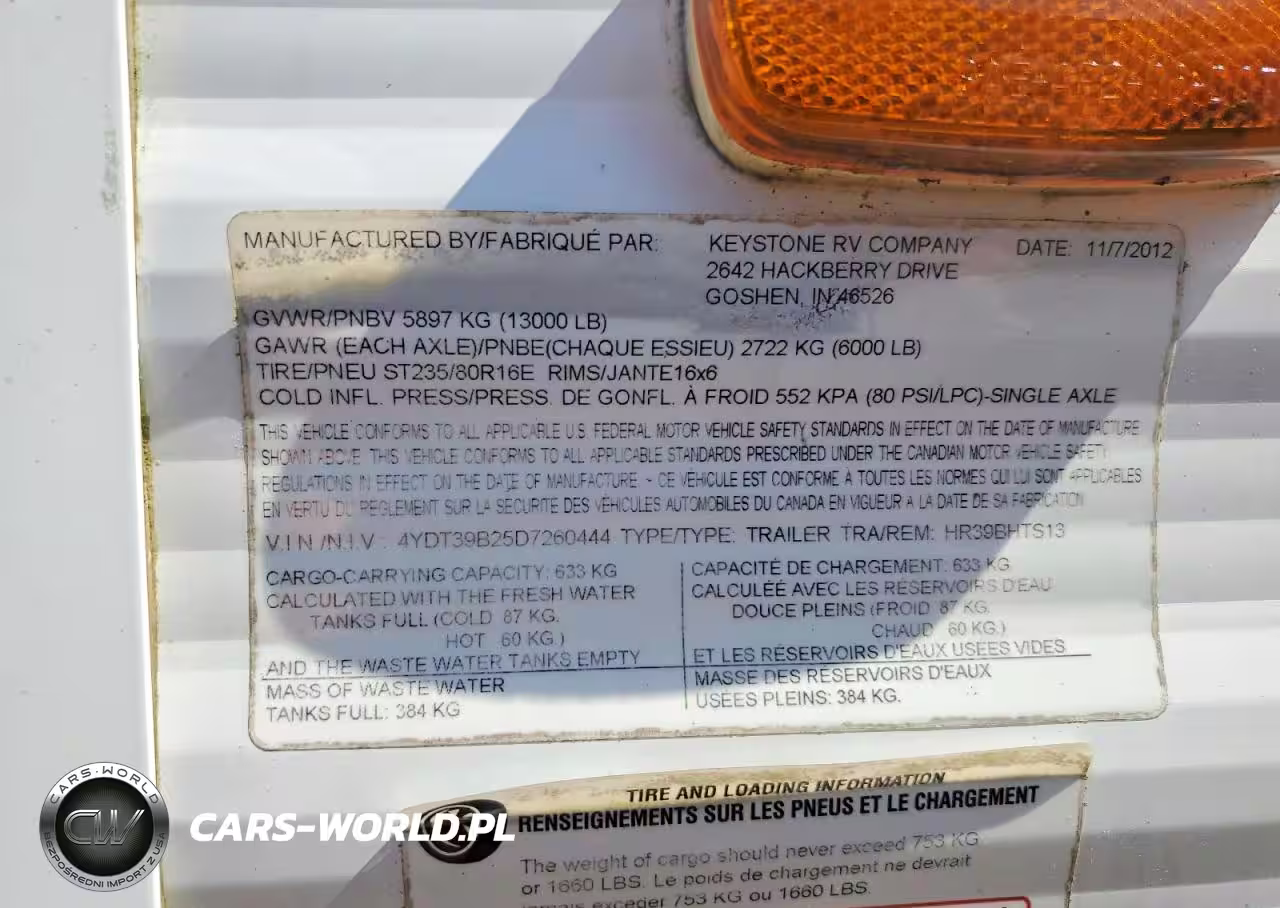 MANUFACTURED BY/FABRIQUÉ PAR: KEYSTONE RV COMPANY DATE: 11/7/2012
2642 HACKBERRY DRIVE
GOSHEN, IN 46526
GVWR/PNBV 5897 KG (13000 LB)
GAWR (EACH AXLE)/PNBE(CHAQUE ESSIEU) 2722 KG (6000 LB)
TIRE/PNEU ST235/80R16E RIMS/JANTE16x6
COLD INFL. PRESS/PRESS. DE GONFL. À FROID 552 KPA (80 PSI/LPC)-SINGLE AXLE
THIS VEHICLE CONFORMS TO ALL APPLICABLE U.S. FEDERAL MOTOR VEHICLE SAFETY STANDARDS IN EFFECT ON THE DATE OF MANUFACTURE
SHOWN ABOVE. THIS VEHICLE CONFORMS TO ALL APPLICABLE STANDARDS PRESCRIBED UNDER THE CANADIAN MOTOR VEHICLE SAFETY
REGULATIONS IN EFFECT ON THE DATE OF MANUFACTURE. - CE VÉHICULE EST CONFORME À TOUTES LES NORMES QUI LUI SONT APPLICABLES
EN VERTU DU RÈGLEMENT SUR LA SÉCURITÉ DES VÉHICULES AUTOMOBILES DU CANADA EN VIGUEUR À LA DATE DE SA FABRICATION
V.I.N./N.I.V.: 4YDT39B25D7260444 TYPE/TYPE: TRAILER TRA/REM: HR39BHTS13
CARGO-CARRYING CAPACITY: 633 KG
CALCULATED WITH THE FRESH WATER
TANKS FULL (COLD 87 KG.
HOT 60 KG.)
AND THE WASTE WATER TANKS EMPTY
MASS OF WASTE WATER
TANKS FULL: 384 KG
CAPACITÉ DE CHARGEMENT: 633 KG
CALCULÉE AVEC LES RÉSERVOIRS D'EAU
DOUCE PLEINS (FROID 87 KG.
CHAUD 60 KG.)
ET LES RÉSERVOIRS D'EAUX USÉES VIDES
MASSE DES RÉSERVOIRS D'EAUX
USÉES PLEINS: 384 KG.
TIRE AND LOADING INFORMATION
RENSEIGNEMENTS SUR LES PNEUS ET LE CHARGEMENT
The weight of cargo should never exceed 753 KG
or 1660 LBS. Le poids de chargement ne devrait
jamais exceder 753 KG ou 1660 LBS.
CARS-WORLD
CW
BEZPOŚREDNI IMPORT Z USA
CARS-WORLD.PL